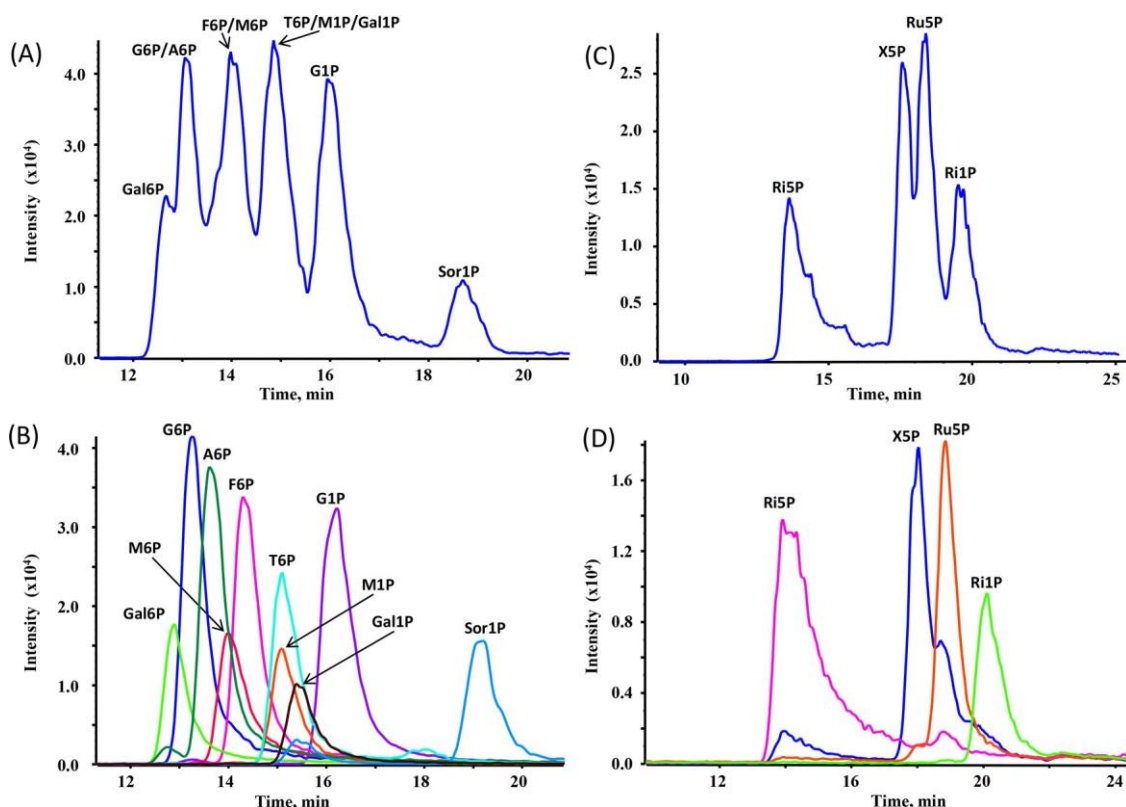 (A)
Intensity (x10⁴)
4.0
3.0
2.0
1.0
0.0
Gal6P
G6P/A6P
F6P/M6P
T6P/M1P/Gal1P
G1P
Sor1P
12 14 16 18 20
Time, min
(C)
Intensity (x10⁴)
2.5
2.0
1.5
1.0
0.5
0.0
Ri5P
X5P
Ru5P
Ri1P
10 15 20 25
Time, min
(B)
Intensity (x10⁴)
4.0
3.0
2.0
1.0
0.0
G6P
A6P
F6P
G1P
M6P
T6P
M1P
Gal6P
Gal1P
Sor1P
12 14 16 18 20
Time, min
(D)
Intensity (x10⁴)
1.6
1.2
0.8
0.4
0.0
X5P
Ru5P
Ri5P
Ri1P
12 14 16 18 20 22 24
Time, min